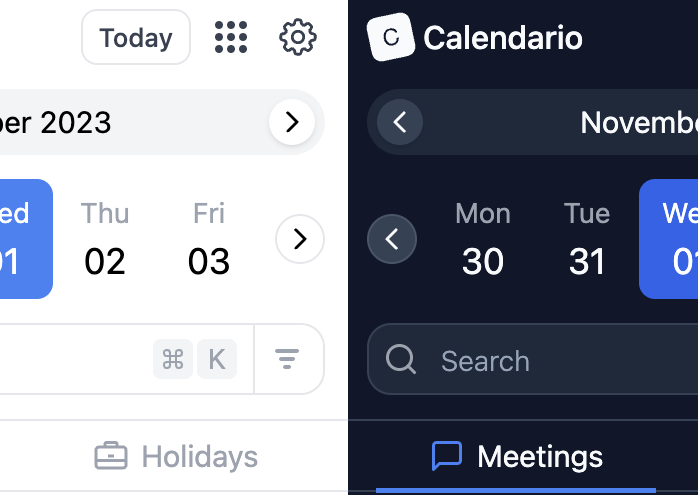 Today
ber 2023
ed Thu Fri
01 02 03
⌘ K
Holidays
C Calendario
Novemb
Mon Tue We
30 31 01
Search
Meetings